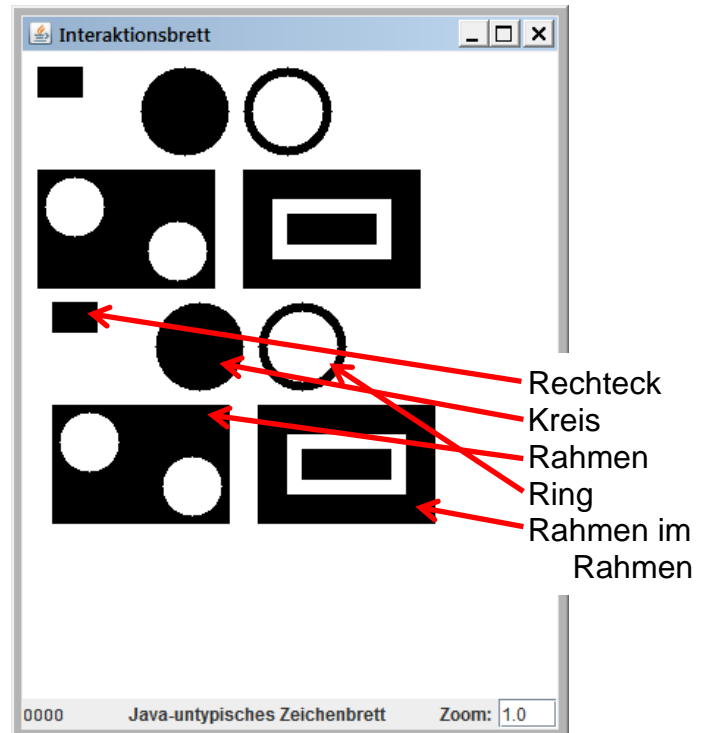 Interaktionsbrett
Rechteck
Kreis
Rahmen
Ring
Rahmen im
Rahmen
0000 Java-untypisches Zeichenbrett Zoom: 1.0